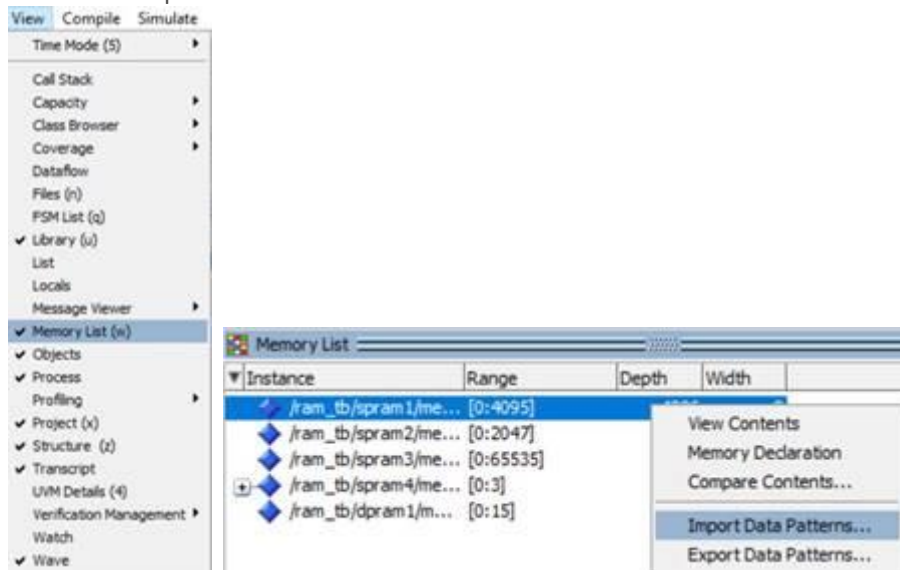 View Compile Simulate
Time Mode (5)
Call Stack
Capacity
Class Browser
Coverage
Dataflow
Files (n)
FSM List (q)
Library (u)
List
Locals
Message Viewer
Memory List (w)
Objects
Process
Profiling
Project (x)
Structure (z)
Transcript
UVM Details (4)
Verification Management
Watch
Wave
Memory List
Instance Range Depth Width
/ram_tb/spram1/me... [0:4095]
/ram_tb/spram2/me... [0:2047]
/ram_tb/spram3/me... [0:65535]
/ram_tb/spram4/me... [0:3]
/ram_tb/dpram1/m... [0:15]
View Contents
Memory Declaration
Compare Contents...
Import Data Patterns...
Export Data Patterns...